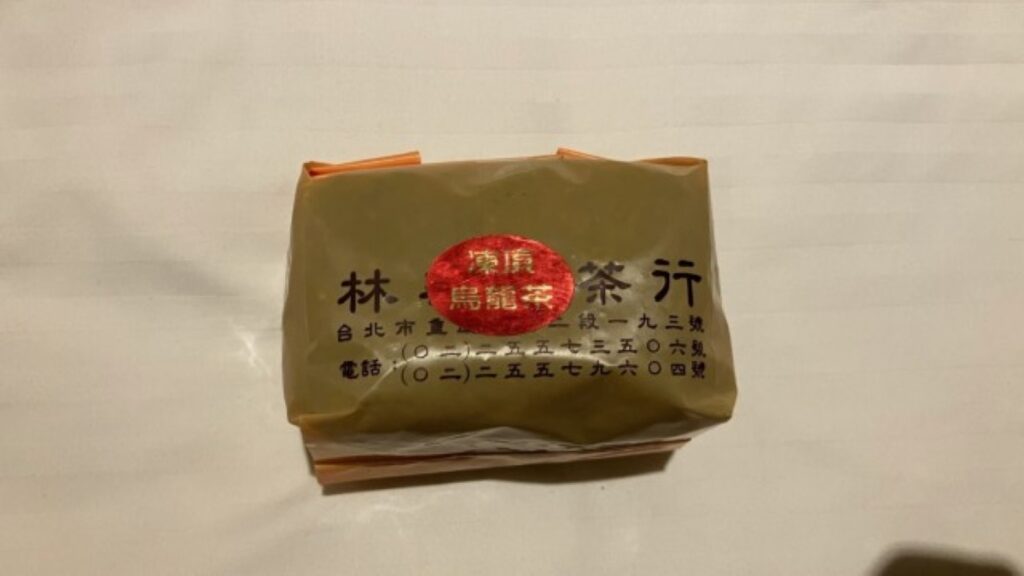 凍頂
烏龍茶
林 茶行
台北市重 二段一九三號
(〇二)二五五七三五〇六號
電話:(〇二)二五五七九六〇四號